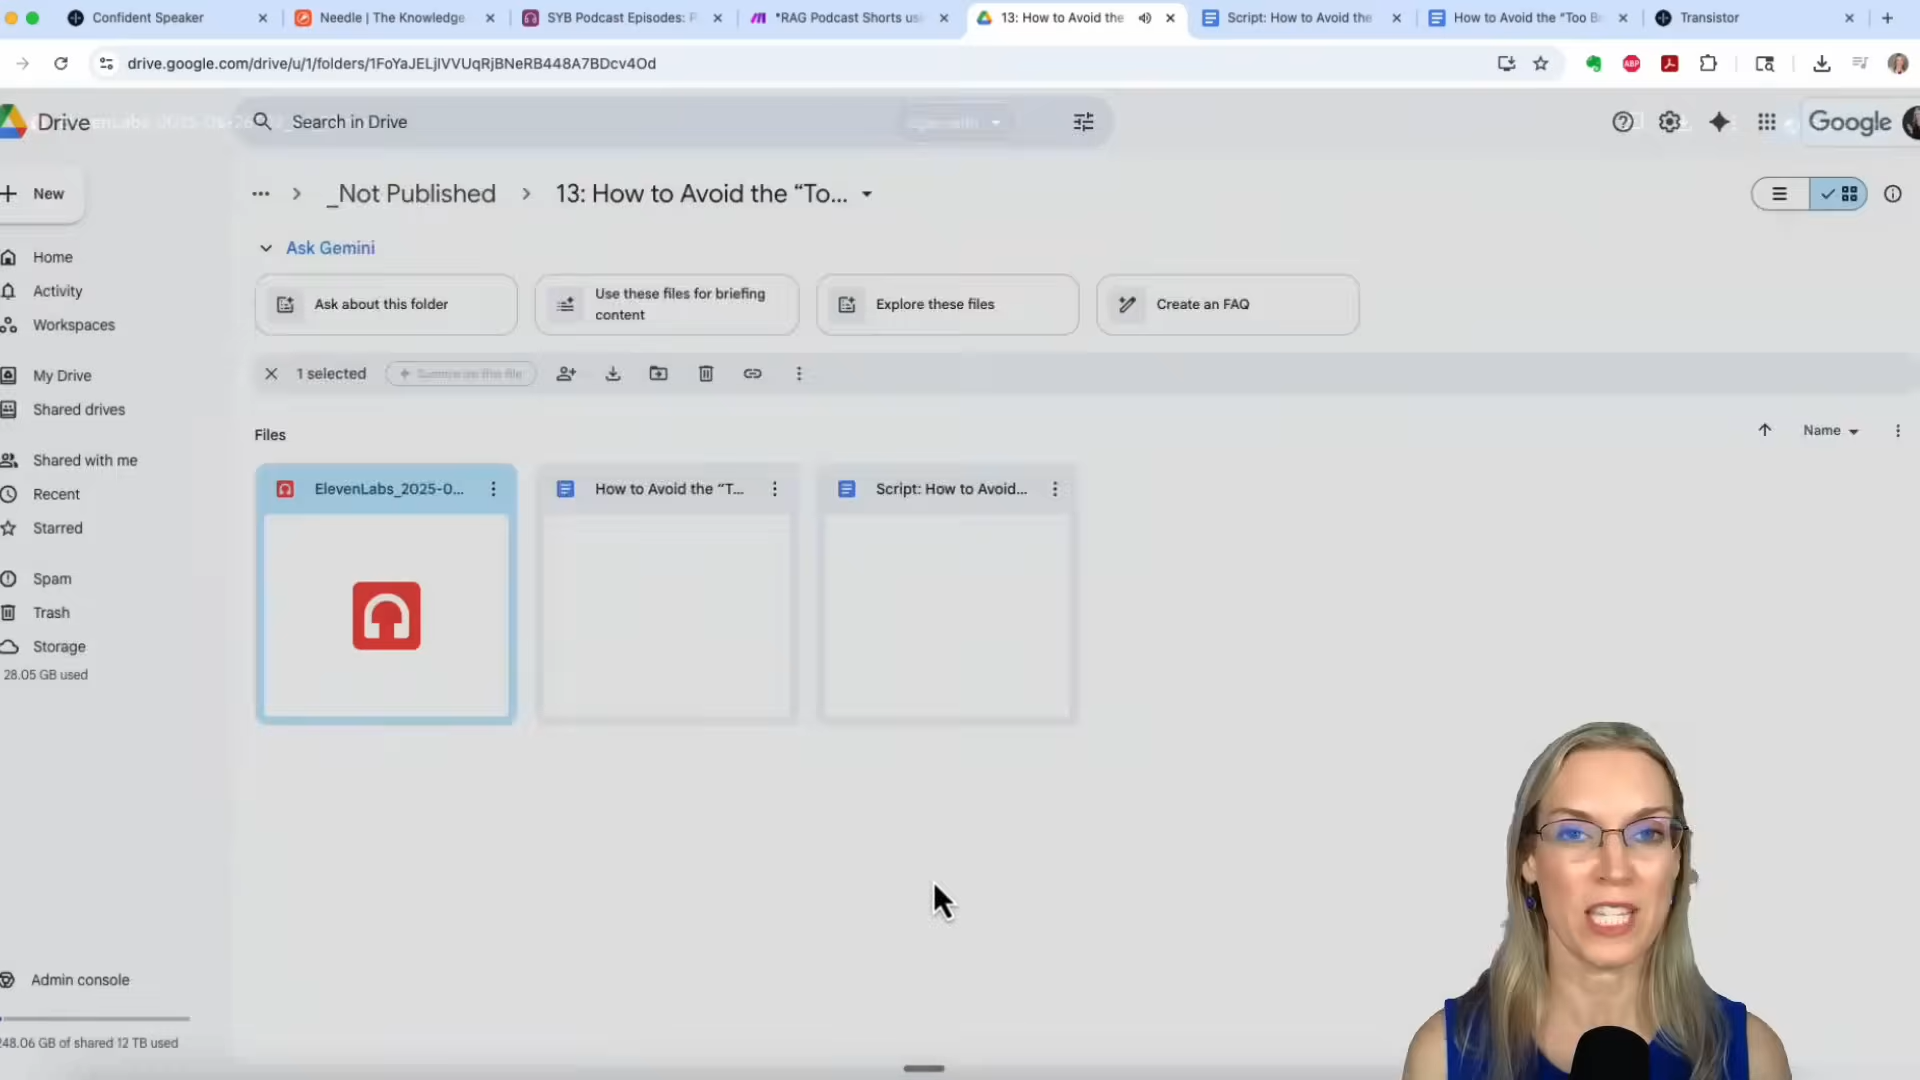 Confident Speaker
Needle | The Knowledge
SYB Podcast Episodes: F
*RAG Podcast Shorts us
13: How to Avoid the
Script: How to Avoid the
How to Avoid the “Too B
Transistor
drive.google.com/drive/u/1/folders/1FoYaJELjlVVUqRjBNeRB448A7BDcv4Od
ABP
Drive
Search in Drive
Google
New
... > _Not Published > 13: How to Avoid the “To...
Ask Gemini
Home
Activity
Workspaces
My Drive
Shared drives
Shared with me
Recent
Starred
Spam
Trash
Storage
28.05 GB used
Admin console
248.06 GB of shared 12 TB used
Ask about this folder
Use these files for briefing
content
Explore these files
Create an FAQ
1 selected
Files
Name
ElevenLabs_2025-0...
How to Avoid the “T...
Script: How to Avoid...